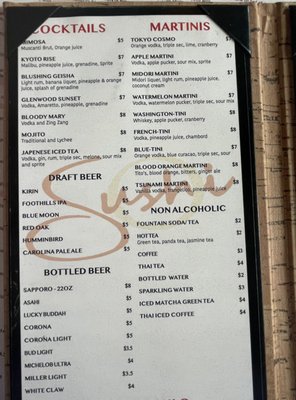 COCKTAILS
MIMOSA $5
Muscanti Brut, Orange juice
KYOTO RISE $7
Malibu, pineapple juice, grenadine, Sprite
BLUSHING GEISHA $7
Light rum, banana liquer, pineapple & orange
juice, splash of grenadine
GLENWOOD SUNSET $7
Vodka, Amaretto, pineapple, grenadine
BLOODY MARY $8
Vodka and Zing Zang
MOJITO $8
Traditional and Lychee
JAPANESE ICED TEA $8
Vodka, gin, rum, triple sec, melone, sour mix
and sprite
DRAFT BEER
KIRIN $5
FOOTHILLS IPA $5
BLUE MOON $5
RED OAK $5
HUMMINBIRD $5
CAROLINA PALE ALE $5
BOTTLED BEER
SAPPORO - 22OZ $8
ASAHI $5
LUCKY BUDDAH $5
CORONA $5
COROÑA LIGHT $5
BUD LIGHT $3.5
MICHELOB ULTRA $4
MILLER LIGHT $3.5
WHITE CLAW $4
MARTINIS
TOKYO COSMO $7
Orange vodka, triple sec, lime, cranberry
APPLE MARTINI $7
Vodka, apple pucker, sour mix, sprite
MIDORI MARTINI $7
Midori liquer, light rum, pineapple juice,
coconut cream
WATERMELON MARTINI $7
Vodka, watermelon pucker, triple sec, sour mix
WASHINGTON-TINI $8
Whiskey, apple pucker, cranberry
FRENCH-TINI $8
Vodka, pineapple juice, chambord
BLUE-TINI $7
Orange vodka, blue curacao, triple sec, sour
BLOOD ORANGE MARTINI $8
Tito's, blood orange, bitters, ginger ale
TSUNAMI MARTINI $8
Vanilla vodka, frangelico, pineapple juice
NON ALCOHOLIC
FOUNTAIN SODA/TEA $2
HOT TEA $2
Green tea, panda tea, jasmine tea
COFFEE $3
THAI TEA $4
BOTTLED WATER $2
SPARKLING WATER $3
ICED MATCHA GREEN TEA $4
THAI ICED COFFEE $4
Sushi